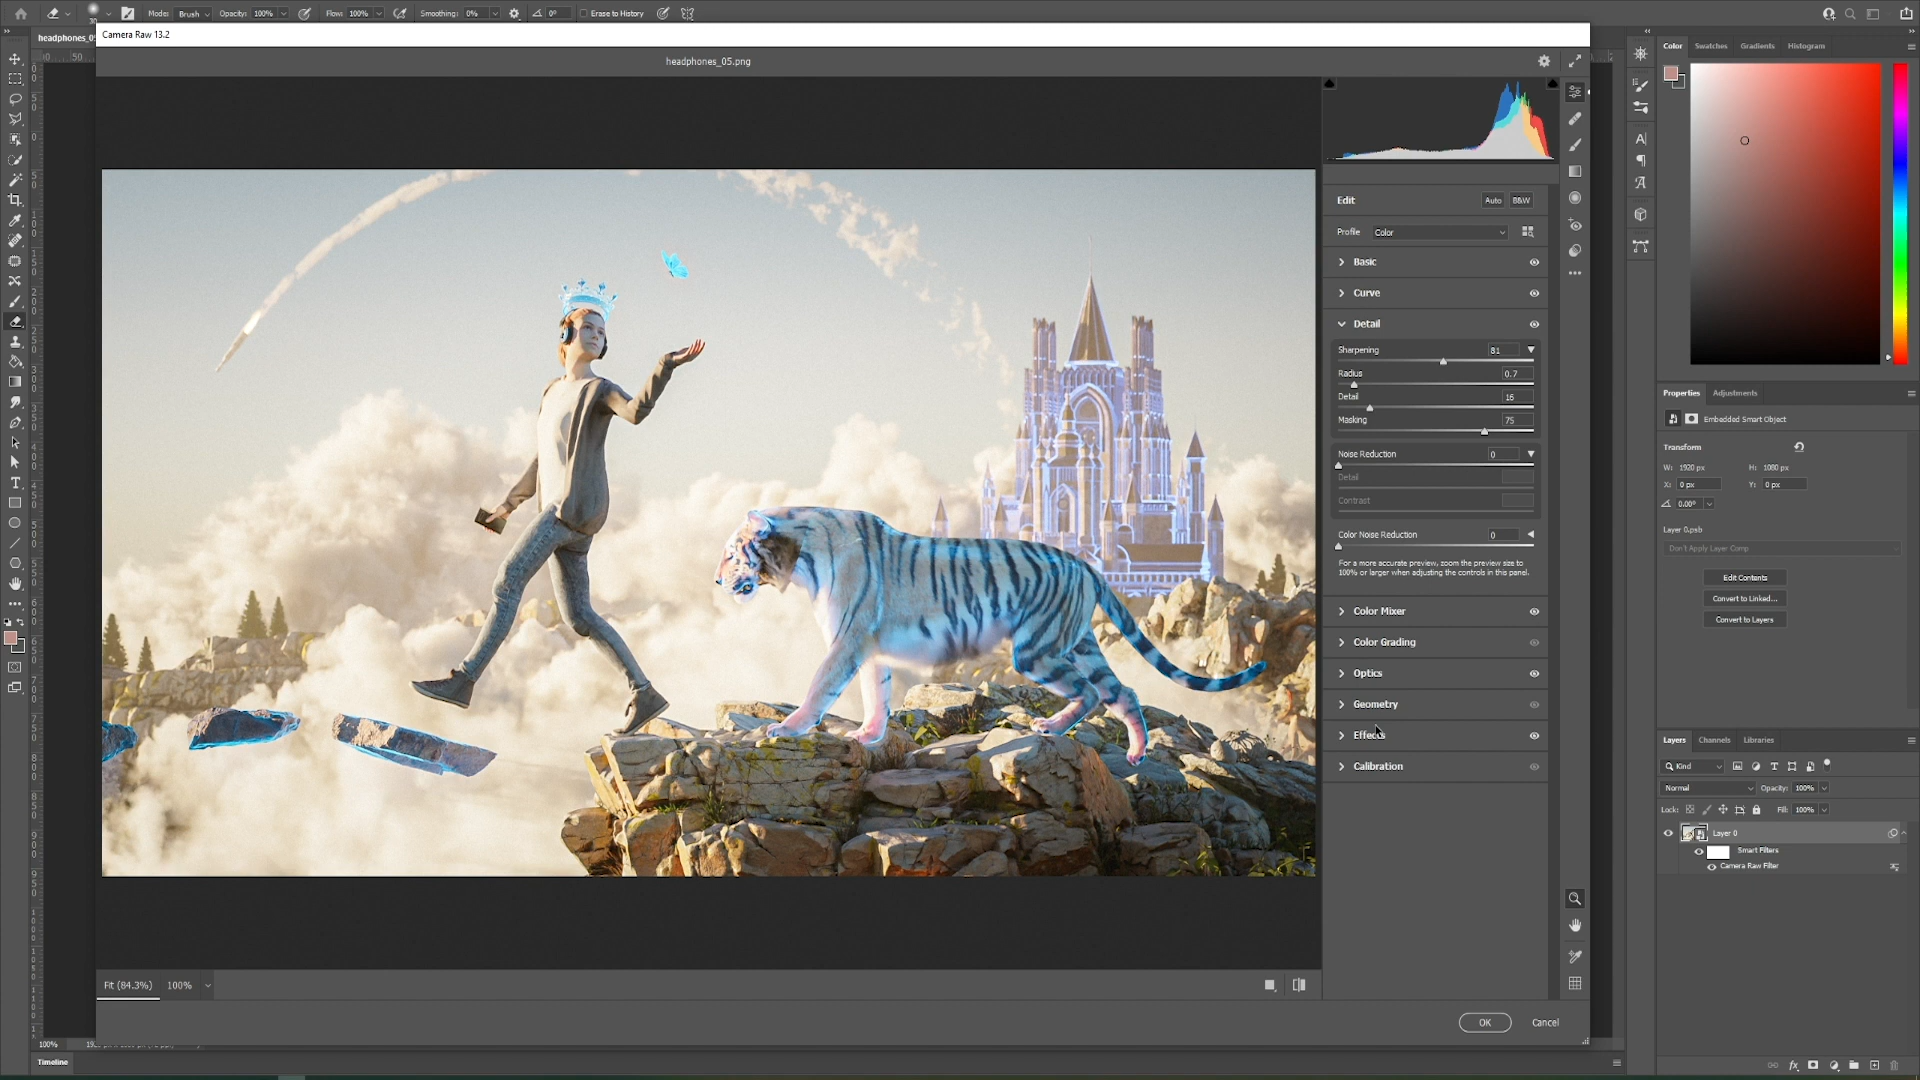 Mode: Brush Opacity: 100% Flow: 100% Smoothing: 0% 0° Erase to History
Camera Raw 13.2
headphones_0
headphones_05.png
Color Swatches Gradients Histogram
Edit Auto B&W
Profile Color
Basic
Curve
Detail
Sharpening 81
Radius 0.7
Detail 16
Masking 75
Noise Reduction 0
Detail
Contrast
Color Noise Reduction 0
For a more accurate preview, zoom the preview size to
100% or larger when adjusting the controls in this panel.
Color Mixer
Color Grading
Optics
Geometry
Effects
Calibration
Properties Adjustments
Embedded Smart Object
Transform
W: 1920 px H: 1080 px
X: 0 px Y: 0 px
0.00°
Layer 0.psb
Don't Apply Layer Comp
Edit Contents
Convert to Linked...
Convert to Layers
Layers Channels Libraries
Kind
Normal Opacity: 100%
Lock: Fill: 100%
Layer 0
Smart Filters
Camera Raw Filter
Fit (84.3%) 100%
OK Cancel
100%
Timeline